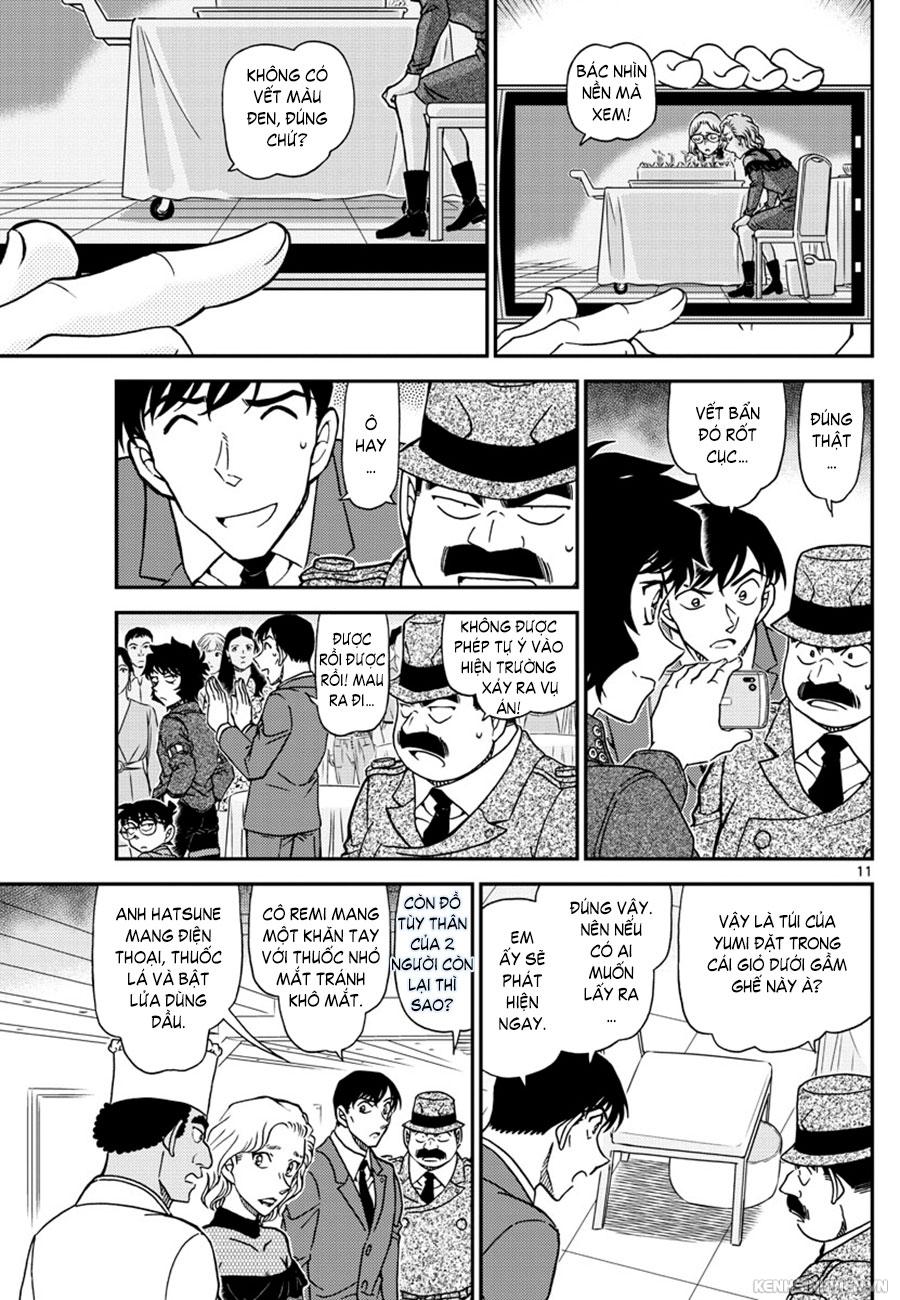 BÁC NHÌN
NỀN MÀ
XEM!
KHÔNG CÓ
VẾT MÀU
ĐEN, ĐÚNG
CHỨ?
ĐÚNG
THẬT
...
VẾT BẨN
ĐÓ RỐT
CỤC...
Ô
HAY
...
KHÔNG ĐƯỢC
PHÉP TỰ Ý VÀO
HIỆN TRƯỜNG
XẢY RA VỤ
ÁN!
ĐƯỢC
RỒI ĐƯỢC
RỒI! MAU
RA ĐI...
11
VẬY LÀ TÚI CỦA
YUMI ĐẶT TRONG
CÁI GIỎ DƯỚI GẦM
GHẾ NÀY À?
ĐÚNG VẬY.
NÊN NẾU
CÓ AI
MUỐN
LẤY RA
...
EM
ẤY SẼ
PHÁT
HIỆN
NGAY.
CÒN ĐỒ
TÙY THÂN
CỦA 2
NGƯỜI CÒN
LẠI THÌ
SAO?
CÔ REMI MANG
MỘT KHĂN TAY
VỚI THUỐC NHỎ
MẮT TRÁNH
KHÔ MẮT.
ANH HATSUNE
MANG ĐIỆN
THOẠI, THUỐC
LÁ VÀ BẬT
LỬA DÙNG
DẦU.